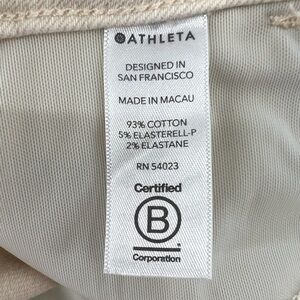 ATHLETA
DESIGNED IN
SAN FRANCISCO
MADE IN MACAU
93% COTTON
5% ELASTERELL-P
2% ELASTANE
RN 54023
Certified
B
Corporation